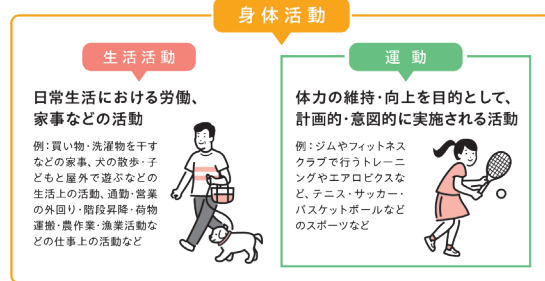 身体活動
生活活動
日常生活における労働、
家事などの活動
例：買い物・洗濯物を干す
などの家事、犬の散歩・子
どもと屋外で遊ぶなどの
生活上の活動、通勤・営業
の外回り・階段昇降・荷物
運搬・農作業・漁業活動な
どの仕事上の活動など
運動
体力の維持・向上を目的として、
計画的・意図的に実施される活動
例：ジムやフィットネス
クラブで行うトレーニ
ングやエアロビクスな
ど、テニス・サッカー・
バスケットボールなど
のスポーツなど